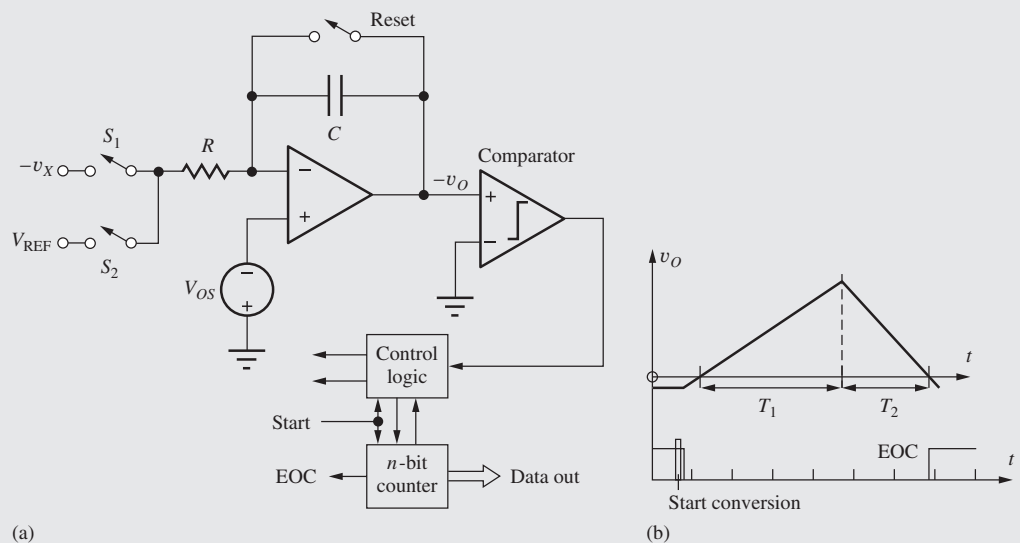 Reset
C
S1
R
−vX
Comparator
−vO
−
+
+
−
VREF
S2
VOS
−
+
vO
t
T1
T2
Control
logic
Start
EOC
n-bit
counter
Data out
EOC
t
Start conversion
(a)
(b)